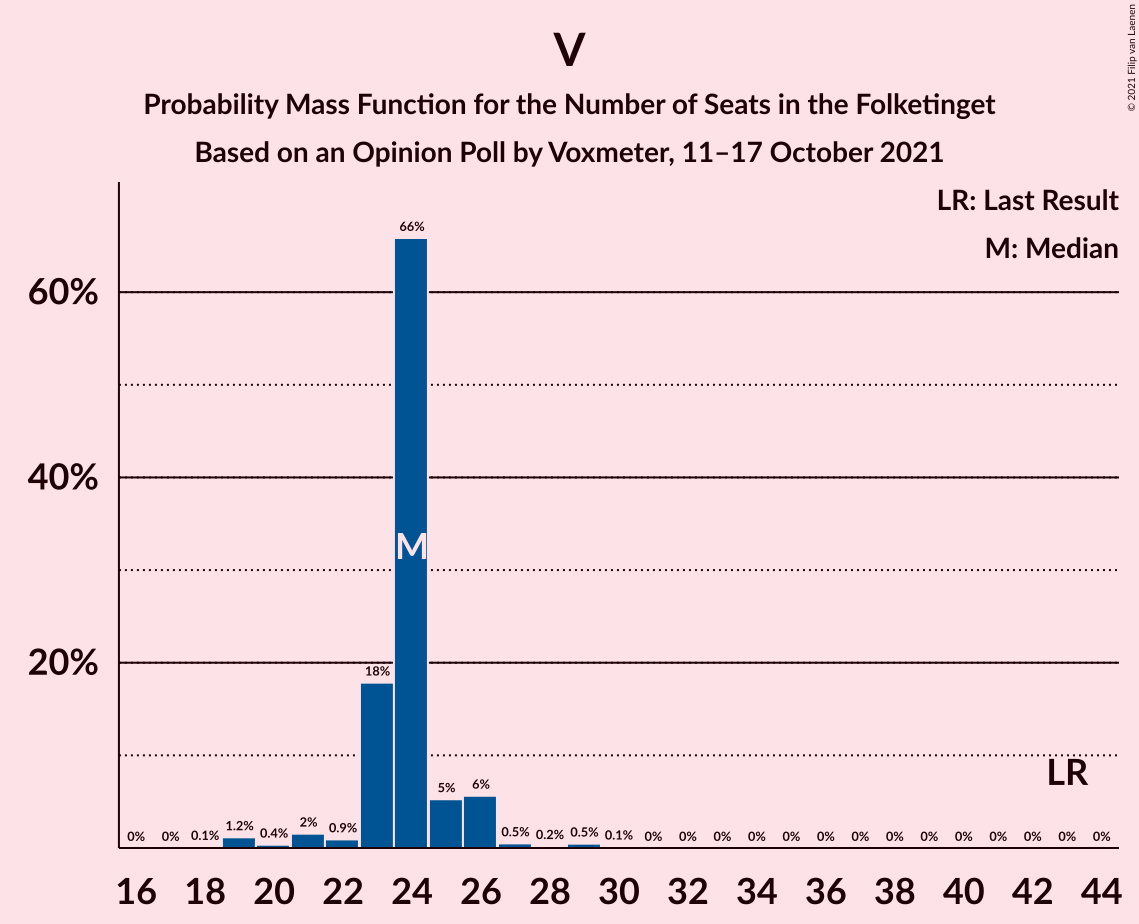 V
Probability Mass Function for the Number of Seats in the Folketinget
Based on an Opinion Poll by Voxmeter, 11–17 October 2021
© 2021 Filip van Laenen
LR: Last Result
M: Median
60%
40%
20%
0% 0% 0.1% 1.2% 0.4% 2% 0.9% 18% 66% 5% 6% 0.5% 0.2% 0.5% 0.1% 0% 0% 0% 0% 0% 0% 0% 0% 0% 0% 0% 0% 0% 0%
M
LR
16 18 20 22 24 26 28 30 32 34 36 38 40 42 44